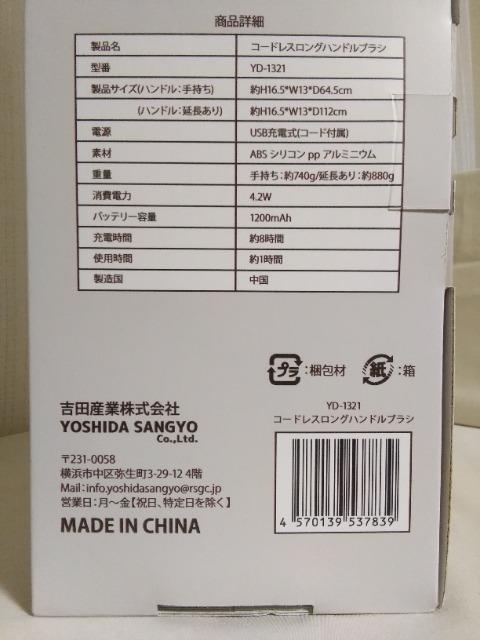 商品詳細
製品名 コードレスロングハンドルブラシ
型番 YD-1321
製品サイズ(ハンドル:手持ち) 約H16.5*W13*D64.5cm
(ハンドル:延長あり) 約H16.5*W13*D112cm
電源 USB充電式(コード付属)
素材 ABS シリコン pp アルミニウム
重量 手持ち:約740g/延長あり:約880g
消費電力 4.2W
バッテリー容量 1200mAh
充電時間 約8時間
使用時間 約1時間
製造国 中国
プラ:梱包材 紙:箱
吉田産業株式会社
YOSHIDA SANGYO
Co.,Ltd.
〒231-0058
横浜市中区弥生町3-29-12 4階
Mail:info.yoshidasangyo@rsgc.jp
営業日:月〜金【祝日、特定日を除く】
MADE IN CHINA
YD-1321
コードレスロングハンドルブラシ
4 570139 537839